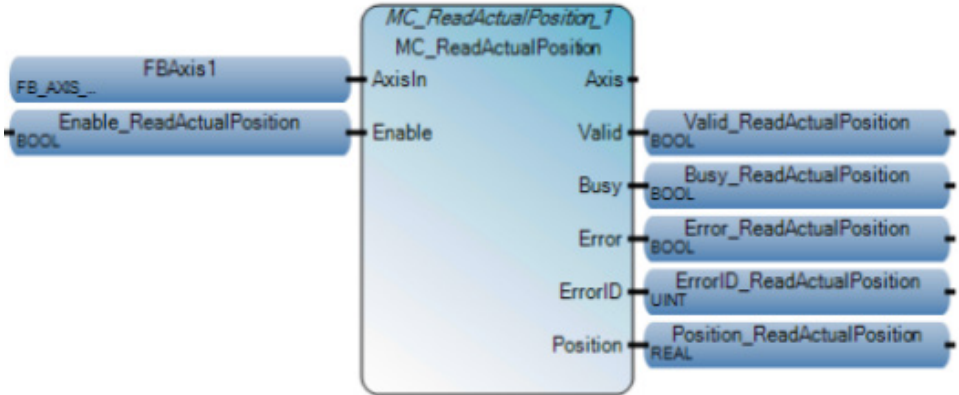 MC_ReadActualPosition_1
MC_ReadActualPosition
FBAxis1
FB_AXIS_...
AxisIn
Axis
Enable_ReadActualPosition
BOOL
Enable
Valid
Valid_ReadActualPosition
BOOL
Busy
Busy_ReadActualPosition
BOOL
Error
Error_ReadActualPosition
BOOL
ErrorID
ErrorID_ReadActualPosition
UINT
Position
Position_ReadActualPosition
REAL